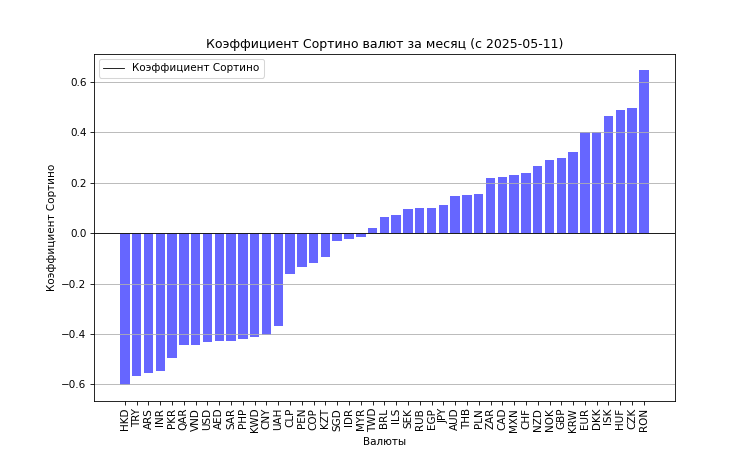 Коэффициент Сортино валют за месяц (с 2025-05-11)
Коэффициент Сортино
Коэффициент Сортино
0.6
0.4
0.2
0.0
−0.2
−0.4
−0.6
HKD TRY ARS INR PKR QAR VND USD AED SAR PHP KWD CNY UAH CLP PEN COP KZT SGD IDR MYR TWD BRL ILS SEK RUB EGP JPY AUD THB PLN ZAR CAD MXN CHF NZD NOK GBP KRW EUR DKK ISK HUF CZK RON
Валюты